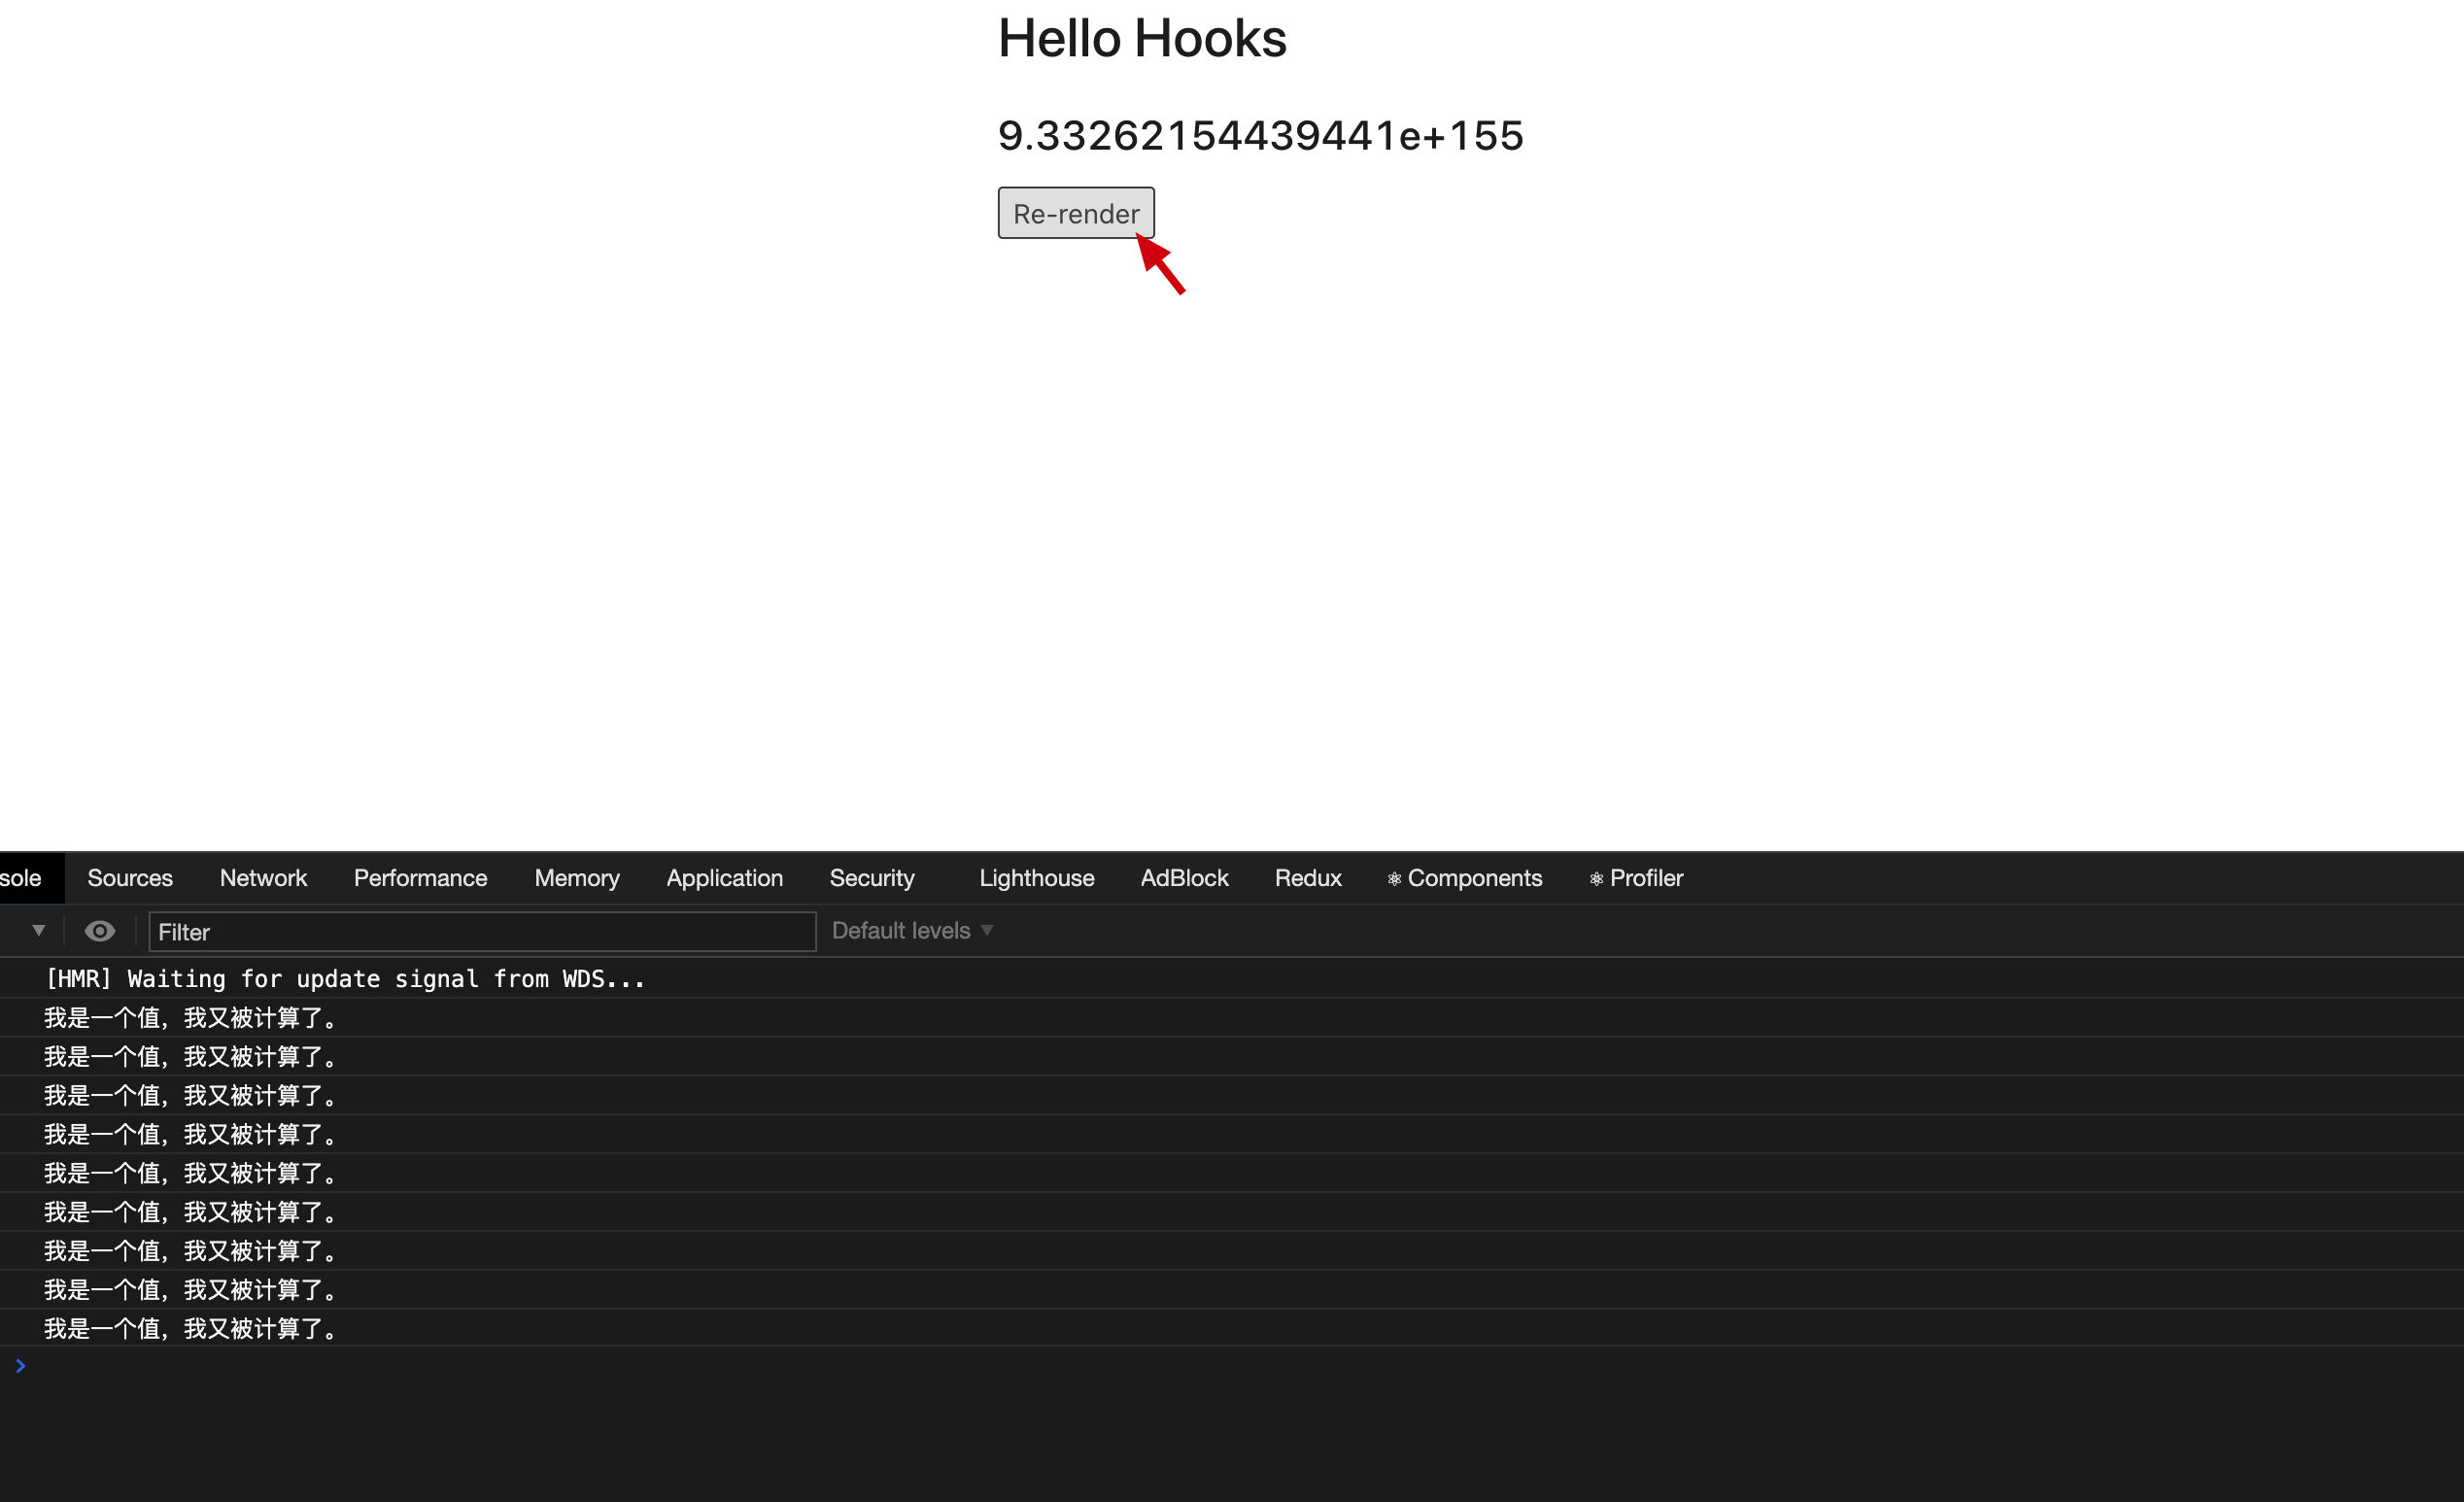 Hello Hooks
9.33262154439441e+155
Re-render
sole Sources Network Performance Memory Application Security Lighthouse AdBlock Redux ⚛ Components ⚛ Profiler
Filter Default levels
[HMR] Waiting for update signal from WDS...
我是一个值，我又被计算了。
我是一个值，我又被计算了。
我是一个值，我又被计算了。
我是一个值，我又被计算了。
我是一个值，我又被计算了。
我是一个值，我又被计算了。
我是一个值，我又被计算了。
我是一个值，我又被计算了。
我是一个值，我又被计算了。